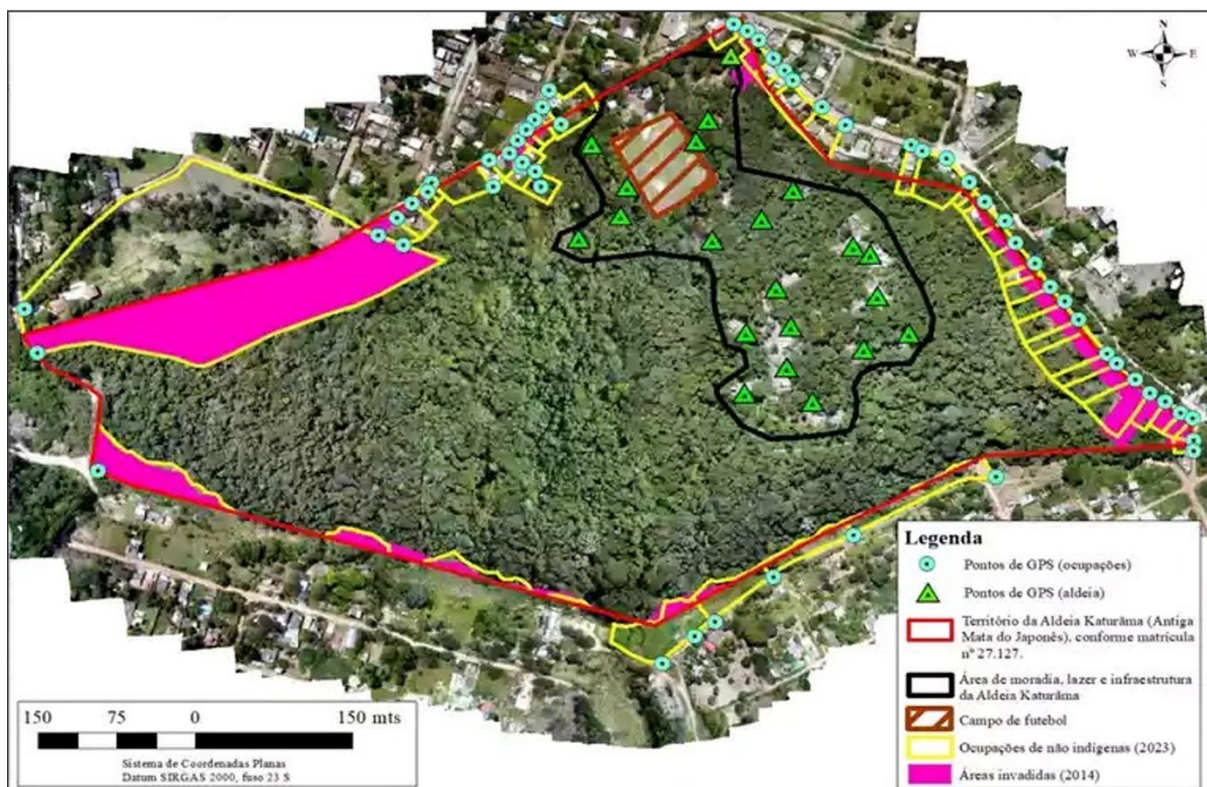 N
W E
S
Legenda
Pontos de GPS (ocupações)
Pontos de GPS (aldeia)
Território da Aldeia Katurãma (Antiga
Mata do Japonês), conforme matrícula
nº 27.127.
Área de moradia, lazer e infraestrutura
da Aldeia Katurãma
Campo de futebol
Ocupações de não indígenas (2023)
Áreas invadidas (2014)
150 75 0 150 mts
Sistema de Coordenadas Planas
Datum SIRGAS 2000, fuso 23 S